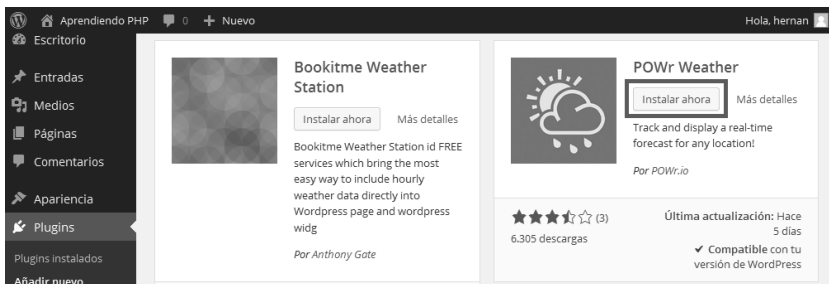 Aprendiendo PHP 0 + Nuevo Hola, hernan
Escritorio
Entradas
Medios
Páginas
Comentarios
Apariencia
Plugins
Plugins instalados
Añadir nuevo
Bookitme Weather
Station
Instalar ahora Más detalles
Bookitme Weather Station id FREE
services which bring the most
easy way to include hourly
weather data directly into
Wordpress page and wordpress
widg
Por Anthony Gate
POWr Weather
Instalar ahora Más detalles
Track and display a real-time
forecast for any location!
Por POWr.io
(3)
6.305 descargas
Última actualización: Hace
5 días
✔ Compatible con tu
versión de WordPress